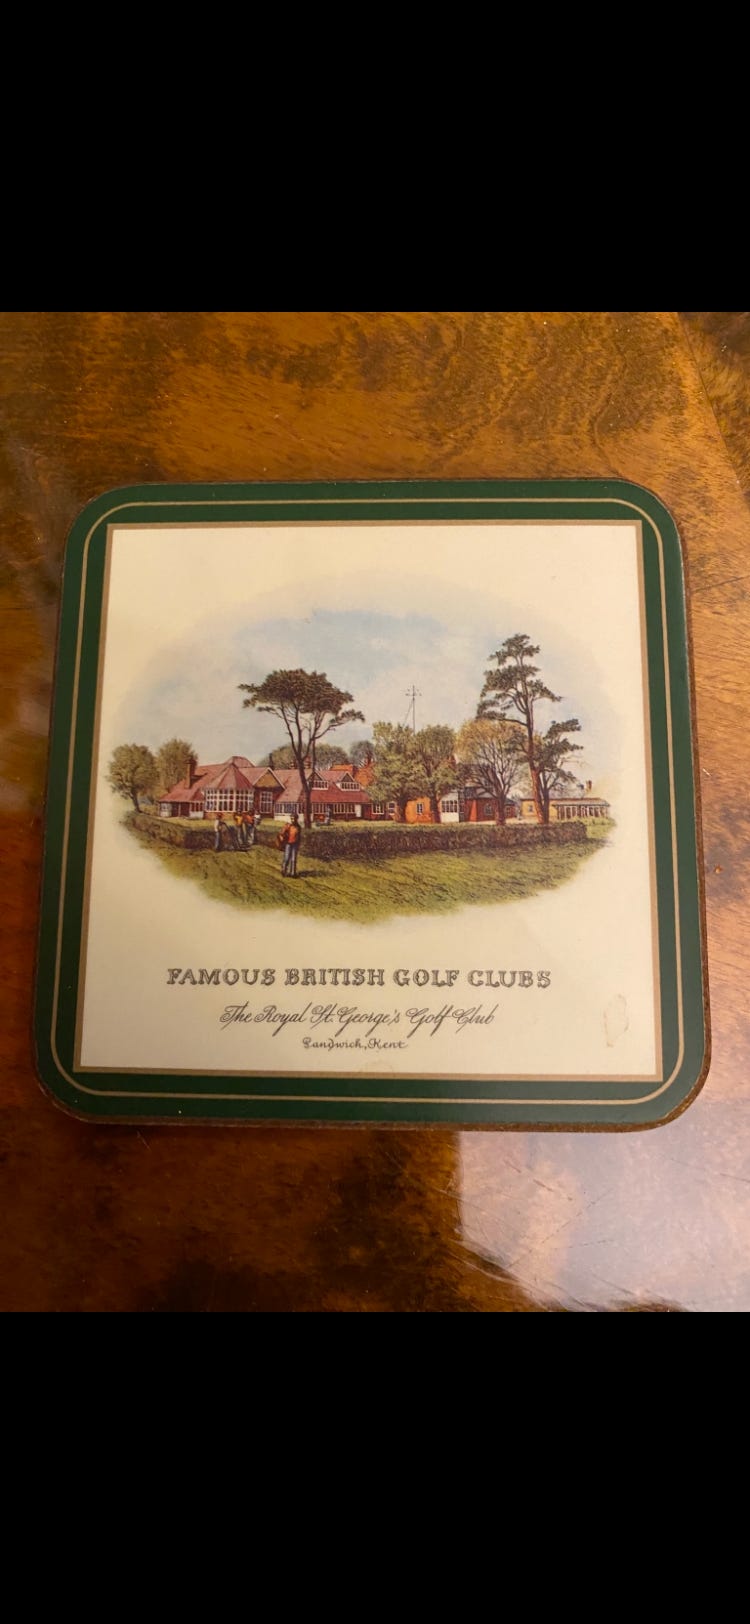 FAMOUS BRITISH GOLF CLUBS
The Royal St. George's Golf Club
Sandwich, Kent